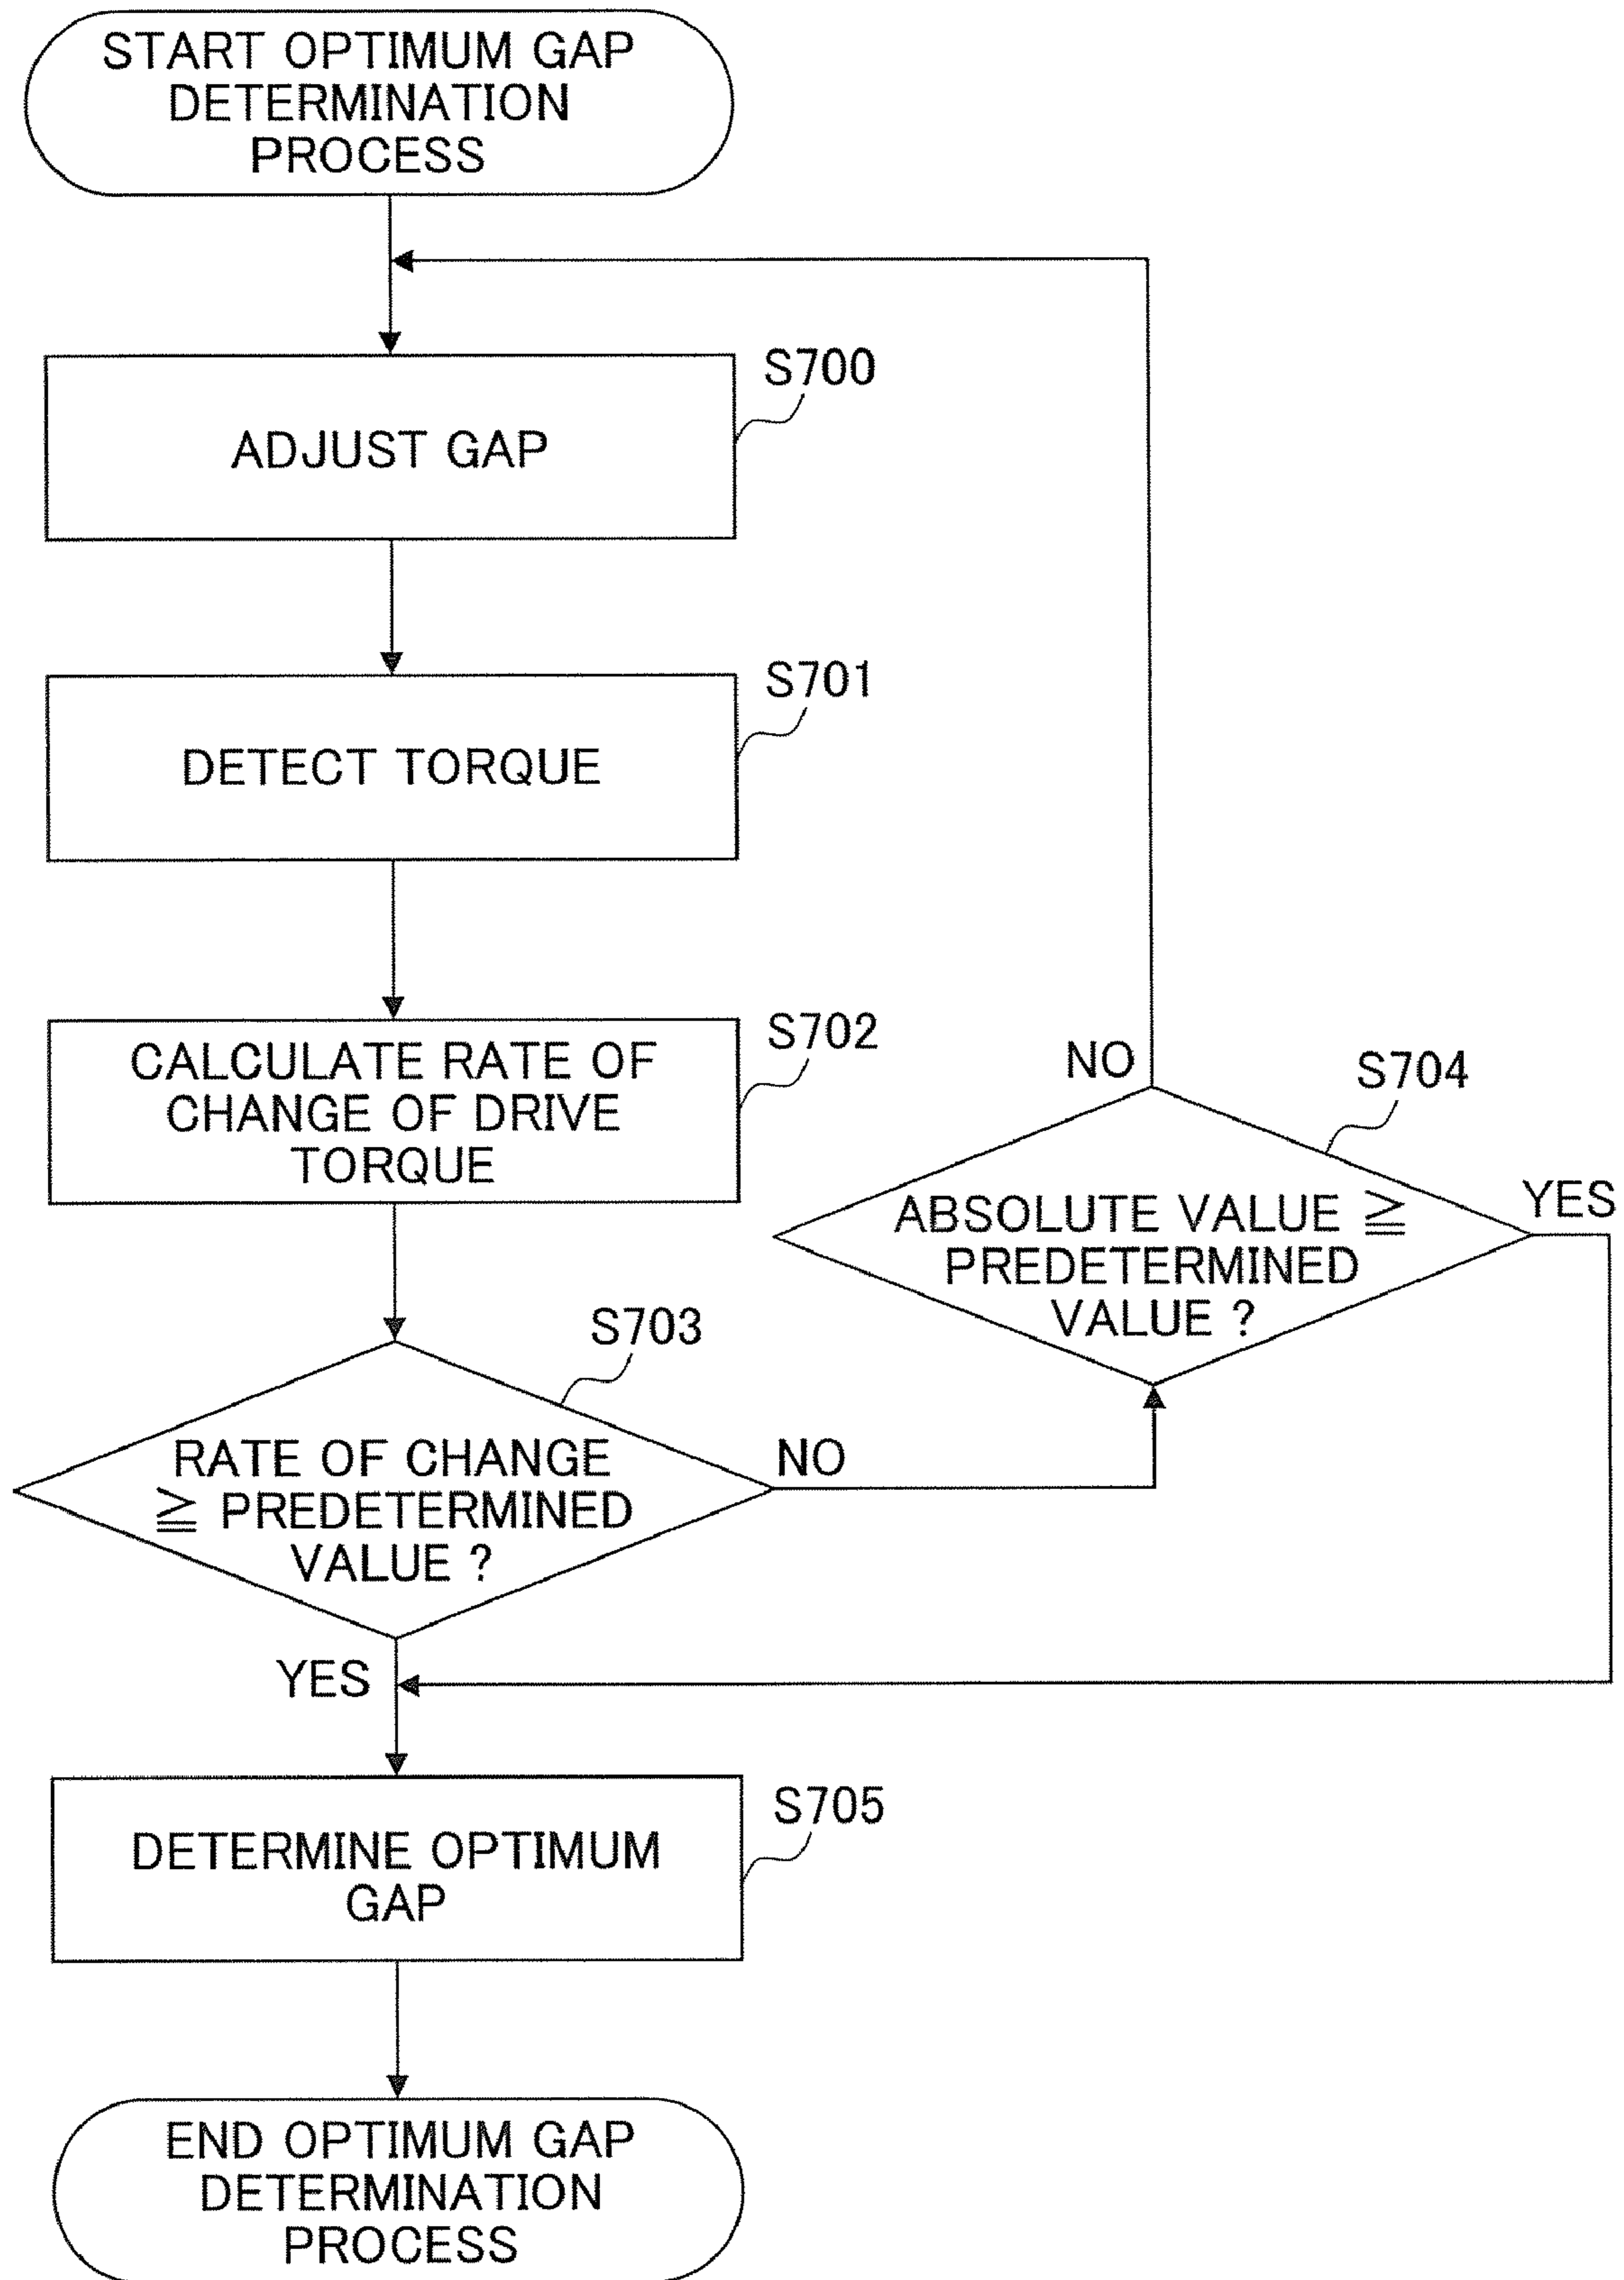 START OPTIMUM GAP
DETERMINATION
PROCESS
S700
ADJUST GAP
S701
DETECT TORQUE
S702
CALCULATE RATE OF
CHANGE OF DRIVE
TORQUE
NO
S704
ABSOLUTE VALUE ≧
PREDETERMINED
VALUE ?
YES
S703
RATE OF CHANGE
≧ PREDETERMINED
VALUE ?
NO
YES
S705
DETERMINE OPTIMUM
GAP
END OPTIMUM GAP
DETERMINATION
PROCESS